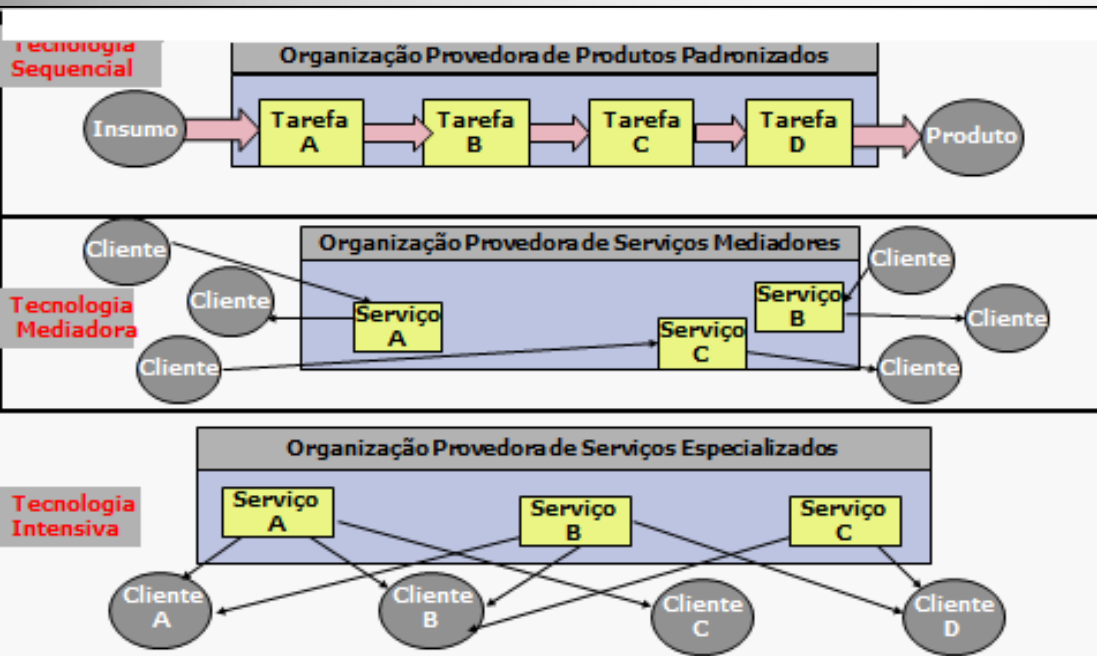 Tecnologia
Sequencial
Organização Provedora de Produtos Padronizados
Insumo
Tarefa
A
Tarefa
B
Tarefa
C
Tarefa
D
Produto
Tecnologia
Mediadora
Organização Provedora de Serviços Mediadores
Cliente
Cliente
Cliente
Serviço
A
Serviço
C
Serviço
B
Cliente
Cliente
Cliente
Tecnologia
Intensiva
Organização Provedora de Serviços Especializados
Serviço
A
Serviço
B
Serviço
C
Cliente
A
Cliente
B
Cliente
C
Cliente
D